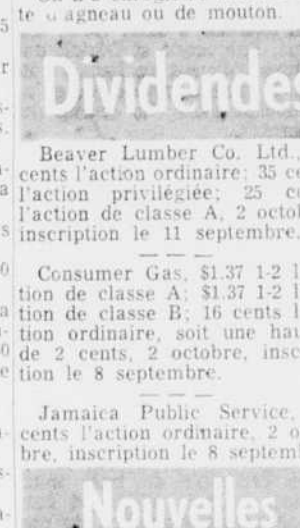 te d'agneau ou de mouton.
Dividendes
Beaver Lumber Co. Ltd.,
cents l'action ordinaire; 35 ce
l'action privilégiée; 25 c
l'action de classe A, 2 octol
inscription le 11 septembre.
Consumer Gas, $1.37 1-2 l
tion de classe A; $1.37 1-2 l
tion de classe B; 16 cents l
tion ordinaire, soit une hau
de 2 cents, 2 octobre, insc
tion le 8 septembre.
Jamaica Public Service,
cents l'action ordinaire, 2 o
bre, inscription le 8 septem
Nouvelles